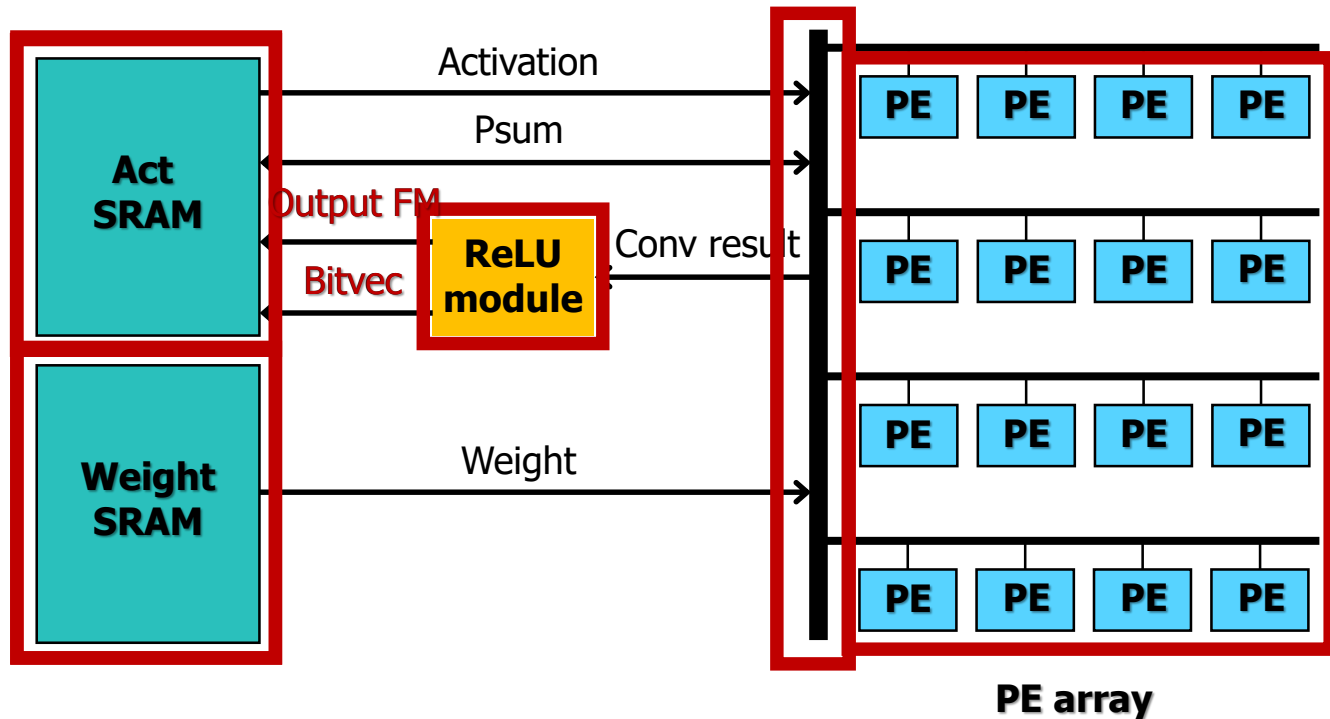 Activation
Psum
Act
SRAM
Output FM
Bitvec
ReLU
module
Conv result
Weight
SRAM
Weight
PE PE PE PE
PE PE PE PE
PE PE PE PE
PE PE PE PE
PE array